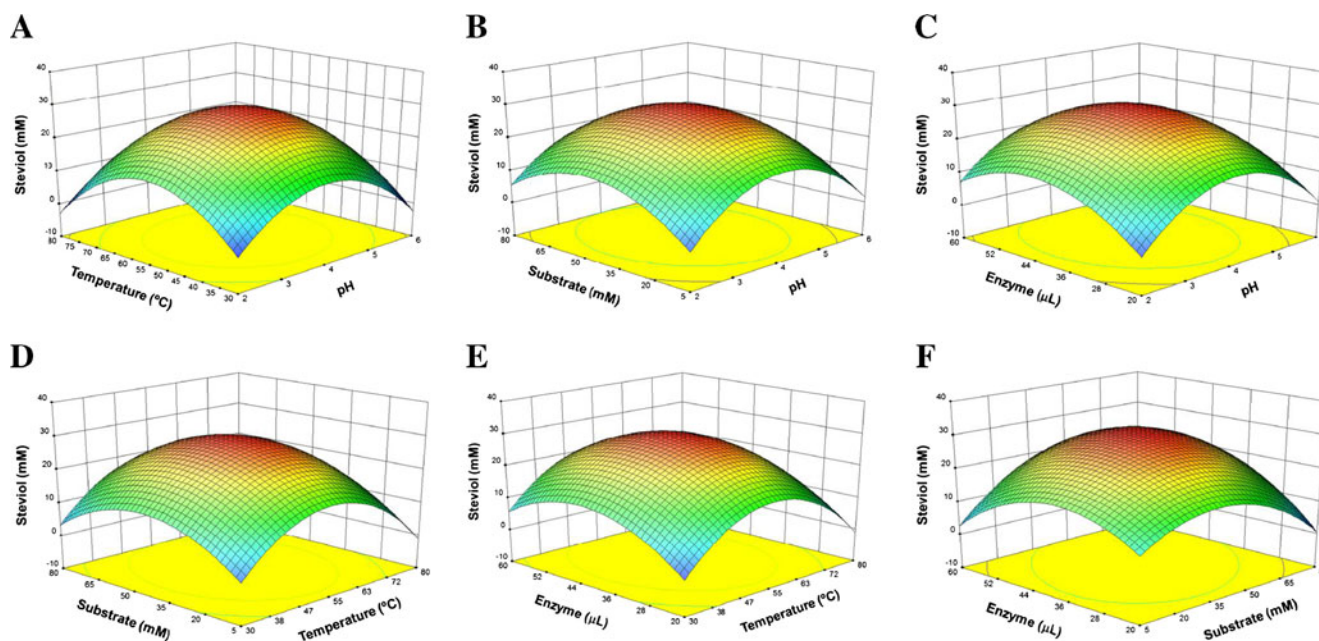 A
40
30
20
0
-10
Steviol (mM)
80 75 70 65 60 55 50 45 40 35 30
Temperature (ºC)
2 3 4 5 6
pH
B
40
30
20
10
0
-10
Steviol (mM)
80 65 50 35 20 5
Substrate (mM)
2 3 4 5 6
pH
C
40
30
20
10
0
-10
Steviol (mM)
60 52 44 36 28 20
Enzyme (µL)
2 3 4 5
pH
D
40
30
20
10
0
-10
Steviol (mM)
80 65 50 35 20 5
Substrate (mM)
30 38 47 55 63 72 80
Temperature (ºC)
E
40
30
20
10
0
-10
Steviol (mM)
60 52 44 36 28 20
Enzyme (µL)
30 38 47 55 63 72 80
Temperature (ºC)
F
40
30
20
10
0
-10
Steviol (mM)
60 52 44 36 28 20
Enzyme (µL)
5 20 35 50 65
Substrate (mM)